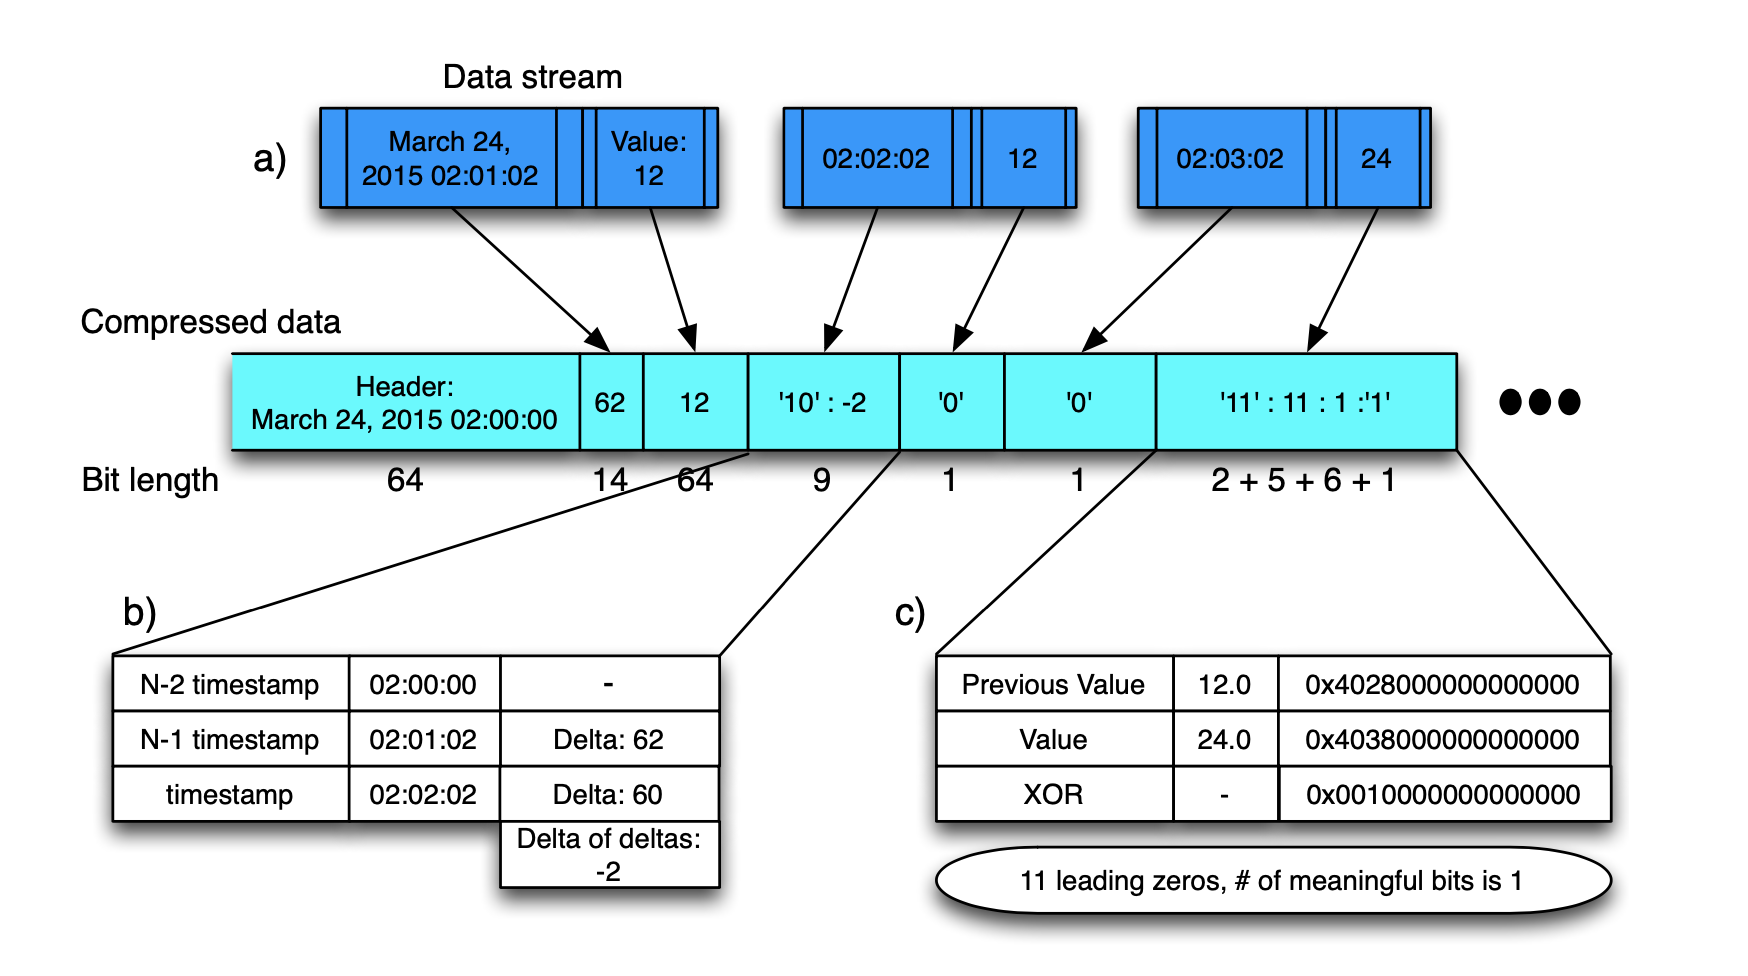 Data stream
a)
March 24,
2015 02:01:02
Value:
12
02:02:02
12
02:03:02
24
Compressed data
Header:
March 24, 2015 02:00:00
62
12
'10' : -2
'0'
'0'
'11' : 11 : 1 :'1'
Bit length
64
14
64
9
1
1
2 + 5 + 6 + 1
b)
N-2 timestamp 02:00:00 -
N-1 timestamp 02:01:02 Delta: 62
timestamp 02:02:02 Delta: 60
Delta of deltas:
-2
c)
Previous Value 12.0 0x4028000000000000
Value 24.0 0x4038000000000000
XOR - 0x0010000000000000
11 leading zeros, # of meaningful bits is 1